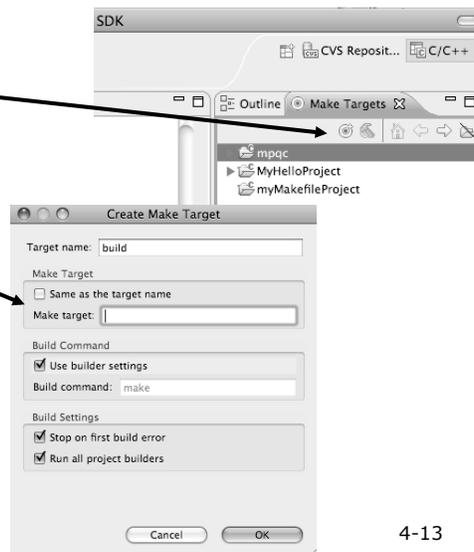 SDK
CVS Reposit... C/C++
Outline Make Targets
mpqc
MyHelloProject
myMakefileProject
Create Make Target
Target name: build
Make Target
Same as the target name
Make target:
Build Command
Use builder settings
Build command: make
Build Settings
Stop on first build error
Run all project builders
Cancel OK
4-13